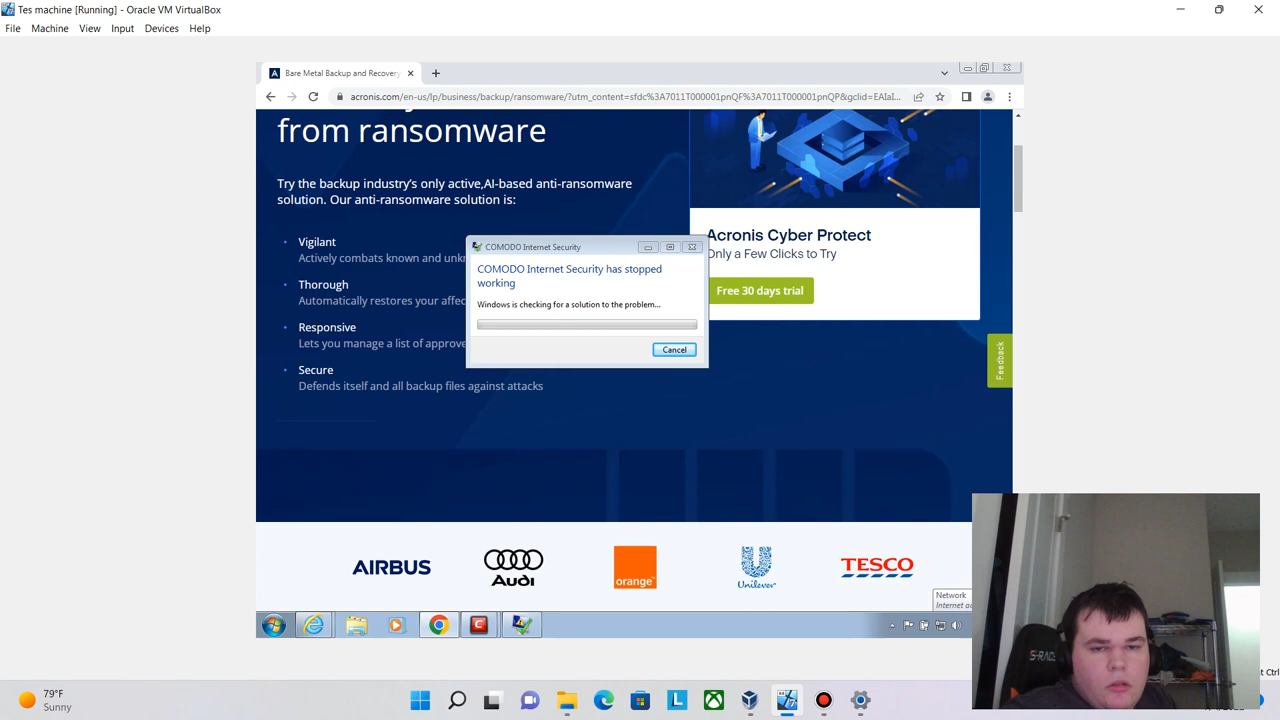 Tes machine [Running] - Oracle VM VirtualBox
File Machine View Input Devices Help
Bare Metal Backup and Recovery
acronis.com/en-us/lp/business/backup/ransomware/?utm_content=sfdc%3A7011T000001pnQF%3A7011T000001pnQP&gclid=EAIaI...
from ransomware
Try the backup industry's only active,AI-based anti-ransomware
solution. Our anti-ransomware solution is:
Vigilant
Actively combats known and
Thorough
Automatically restores your
Responsive
Lets you manage a list of
Secure
Defends itself and all backup files against attacks
COMODO Internet Security
COMODO Internet Security has stopped
working
Windows is checking for a solution to the problem...
Cancel
Acronis Cyber Protect
Only a Few Clicks to Try
Free 30 days trial
Feedback
AIRBUS
Audi
orange™
Unilever
TESCO
Network
Internet
S-RACER
Ctrl
79°F
Sunny